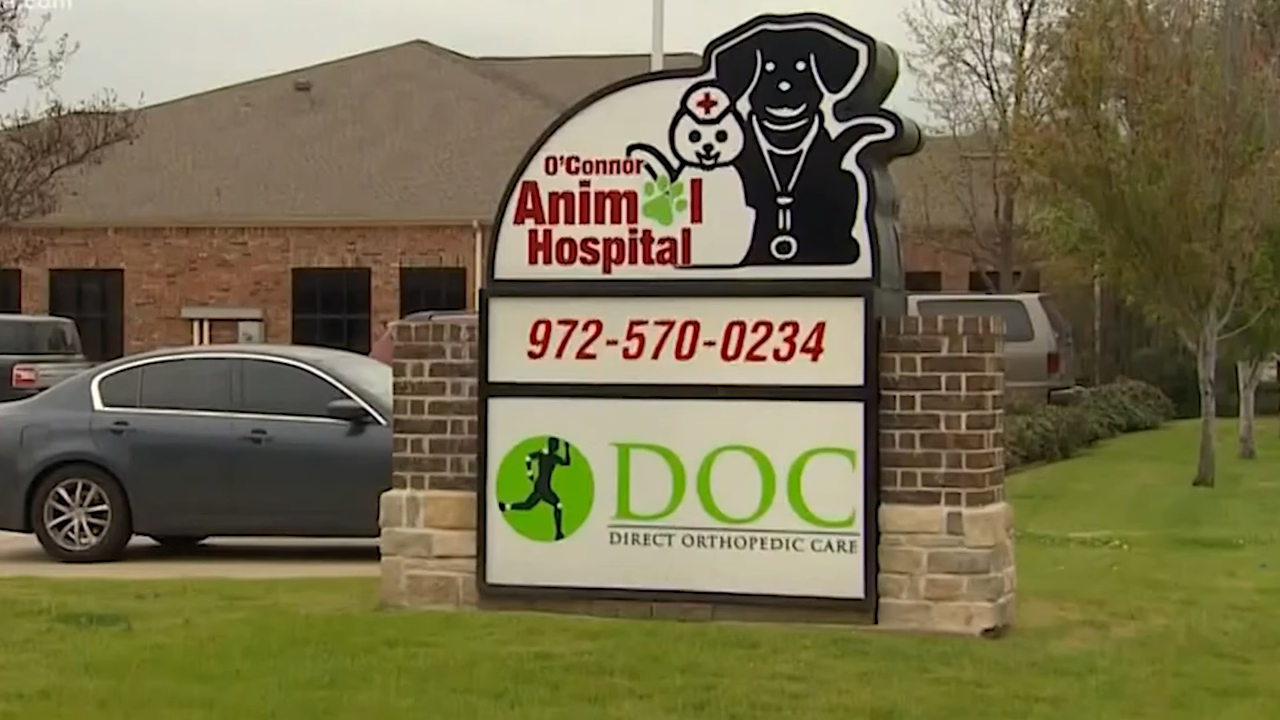 O'Connor
Animal
Hospital
972-570-0234
DOC
DIRECT ORTHOPEDIC CARE